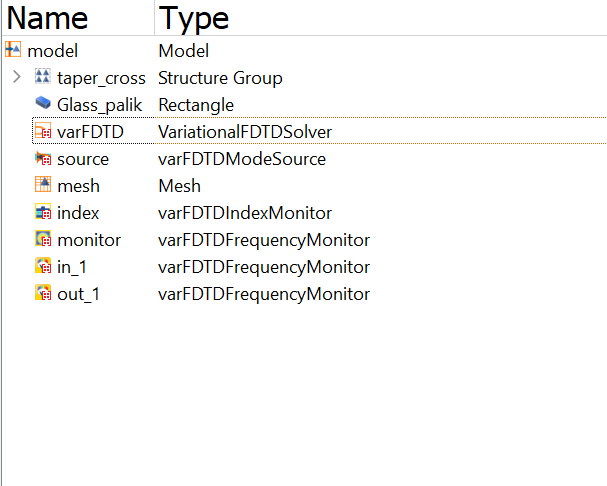 Name Type
model Model
taper_cross Structure Group
Glass_palik Rectangle
varFDTD VariationalFDTDSolver
source varFDTDModeSource
mesh Mesh
index varFDTDIndexMonitor
monitor varFDTDFrequencyMonitor
in_1 varFDTDFrequencyMonitor
out_1 varFDTDFrequencyMonitor